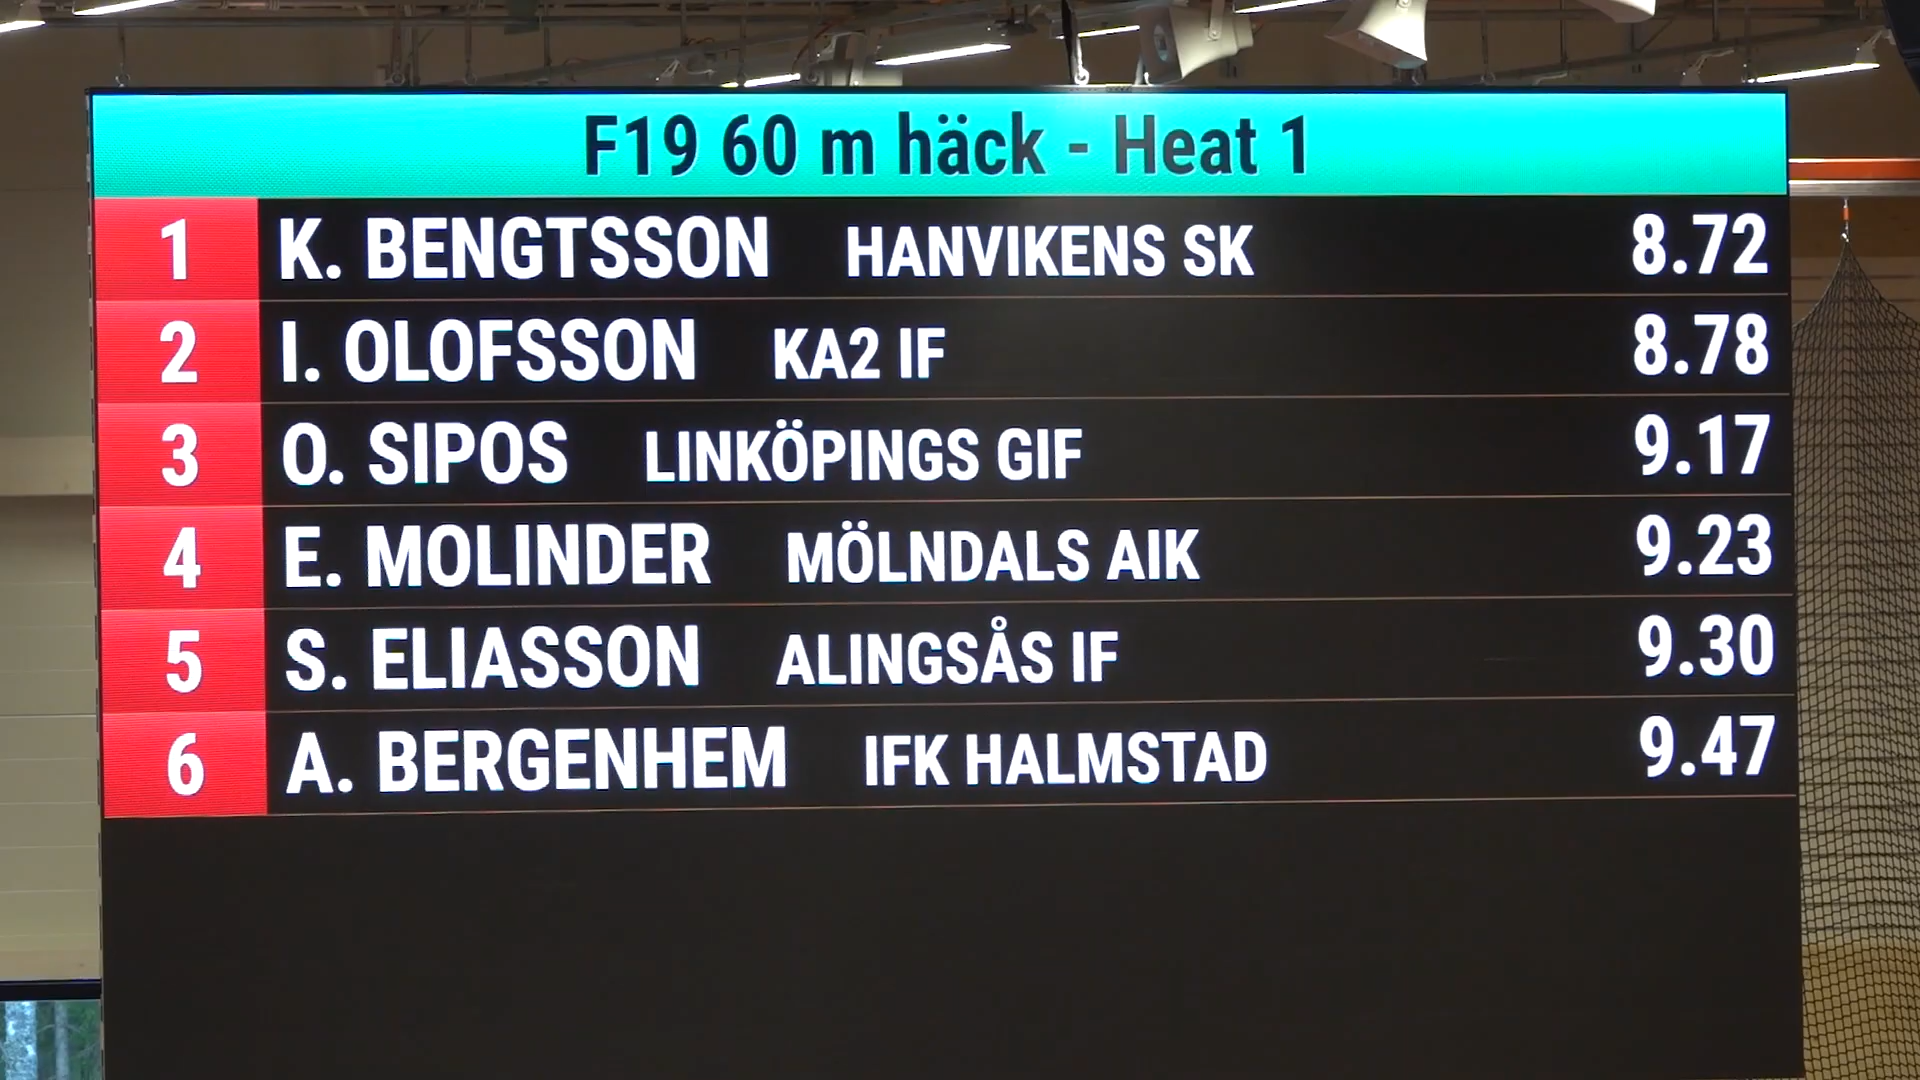 F19 60 m häck - Heat 1
1 K. BENGTSSON HANVIKENS SK 8.72
2 I. OLOFSSON KA2 IF 8.78
3 O. SIPOS LINKÖPINGS GIF 9.17
4 E. MOLINDER MÖLNDALS AIK 9.23
5 S. ELIASSON ALINGSÅS IF 9.30
6 A. BERGENHEM IFK HALMSTAD 9.47